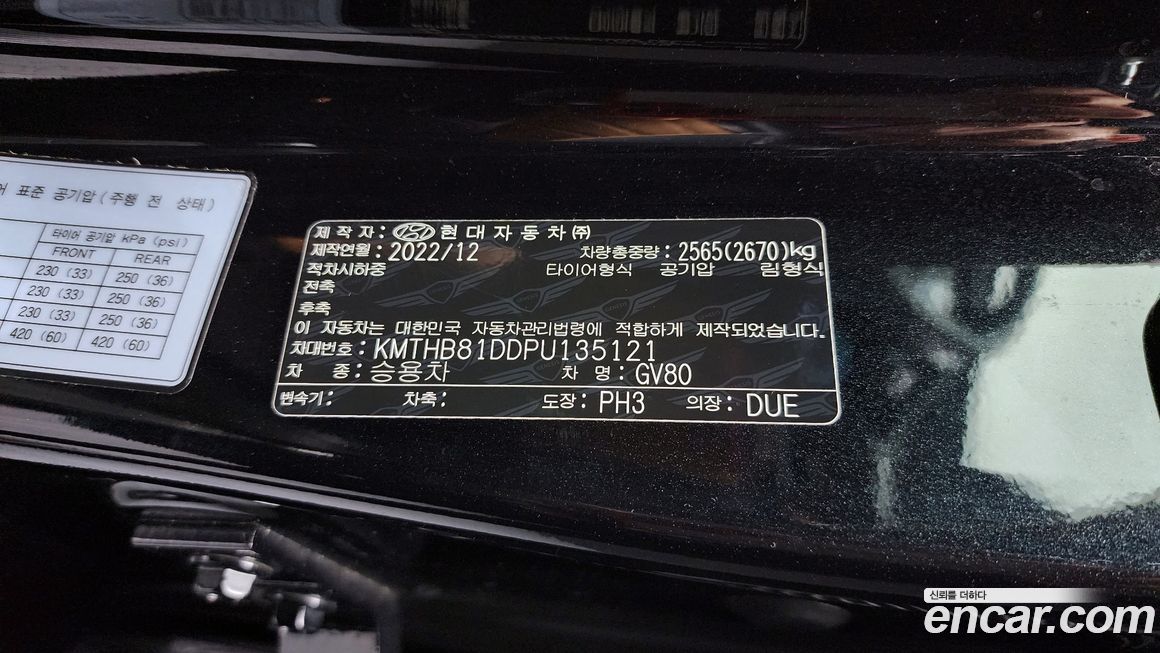 표준 공기압 (주행 전 상태)
타이어 공기압 kPa (psi)
FRONT REAR
230 (33) 250 (36)
230 (33) 250 (36)
230 (33) 250 (36)
420 (60) 420 (60)
제 작 자 : 현대자동차㈜
제작연월 : 2022/12 차량총중량 : 2565(2670)kg
적차시하중 타이어형식 공기압 림형식
전축
후축
이 자동차는 대한민국 자동차관리법령에 적합하게 제작되었습니다.
차대번호 : KMTHB81DDPU135121
차 종 : 승용차 차 명 : GV80
변속기 : 차축 : 도장 : PH3 의장 : DUE
신뢰를 더하다
encar.com